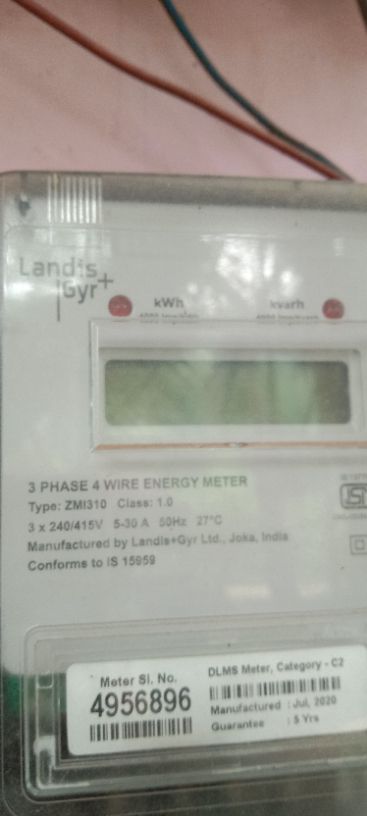 Landis
Gyr+
kWh
kvarh
3 PHASE 4 WIRE ENERGY METER
Type: ZMI310 Class: 1.0
3 x 240/415V 5-30 A 50Hz 27°C
Manufactured by Landis+Gyr Ltd., Joka, India
Conforms to IS 15959
DLMS Meter, Category - C2
Meter Sl. No.
4956896
Manufactured : Jul, 2020
Guarantee : 5 Yrs